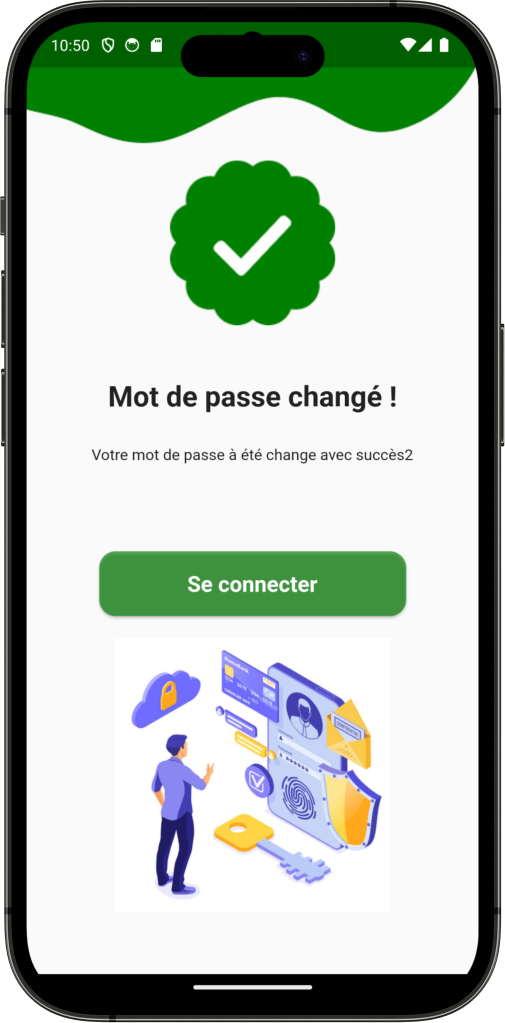 10:50
Mot de passe changé !
Votre mot de passe à été change avec succès2
Se connecter